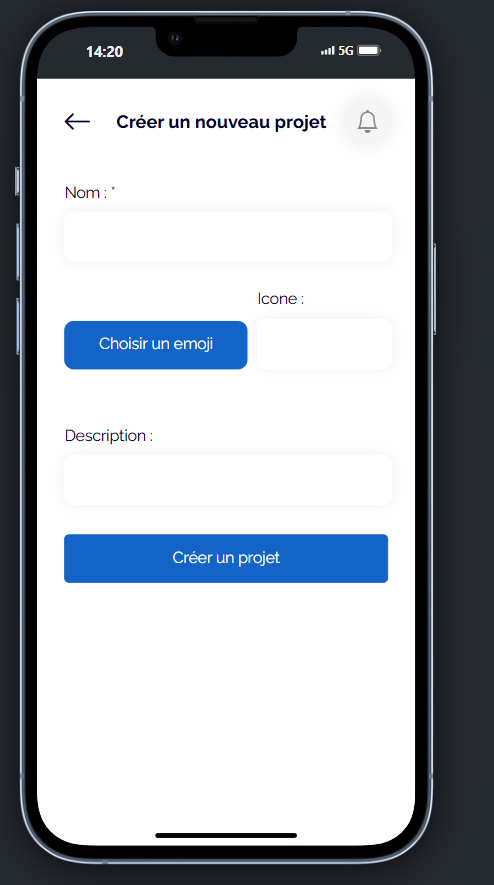 14:20
5G
Créer un nouveau projet
Nom : *
Icone :
Choisir un emoji
Description :
Créer un projet